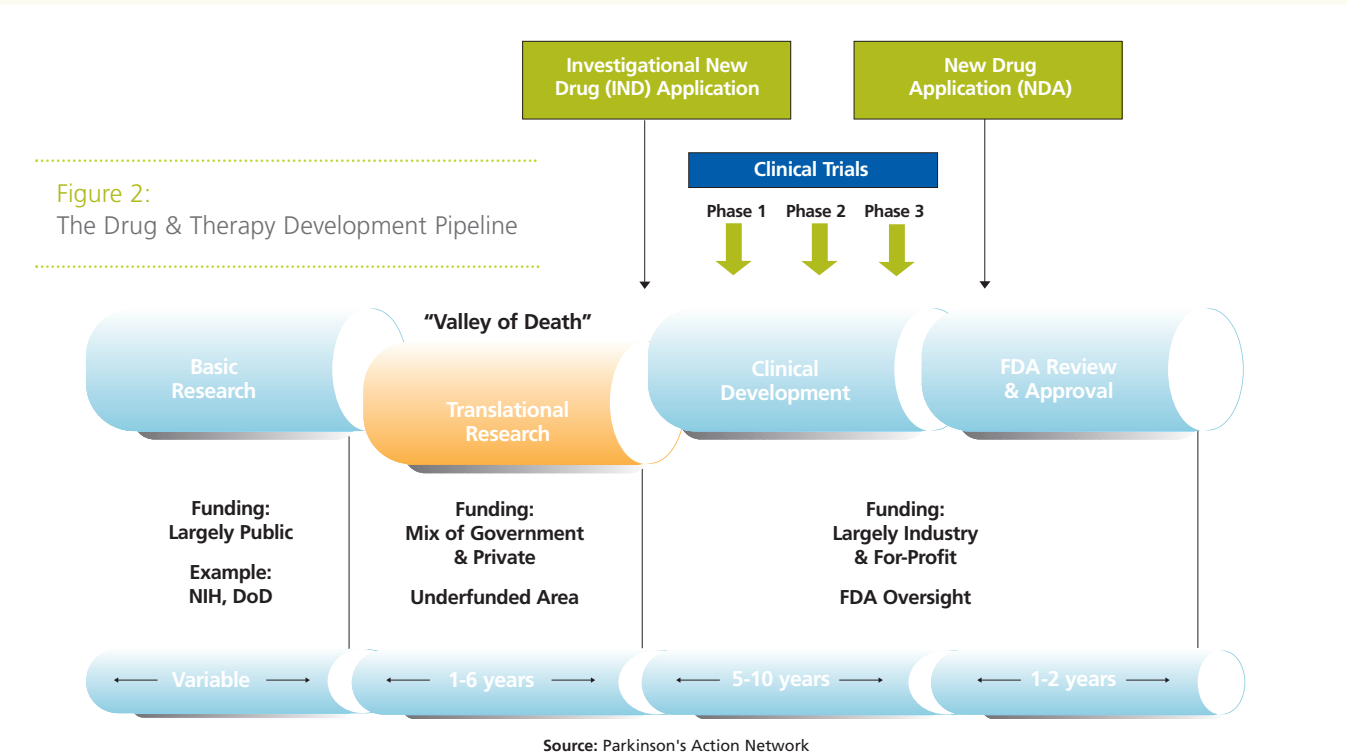 Investigational New
Drug (IND) Application
New Drug
Application (NDA)
Clinical Trials
Phase 1 Phase 2 Phase 3
Figure 2:
The Drug & Therapy Development Pipeline
“Valley of Death”
Basic
Research
Translational
Research
Clinical
Development
FDA Review
& Approval
Funding:
Largely Public
Example:
NIH, DoD
Funding:
Mix of Government
& Private
Underfunded Area
Funding:
Largely Industry
& For-Profit
FDA Oversight
Variable
1-6 years
5-10 years
1-2 years
Source: Parkinson's Action Network